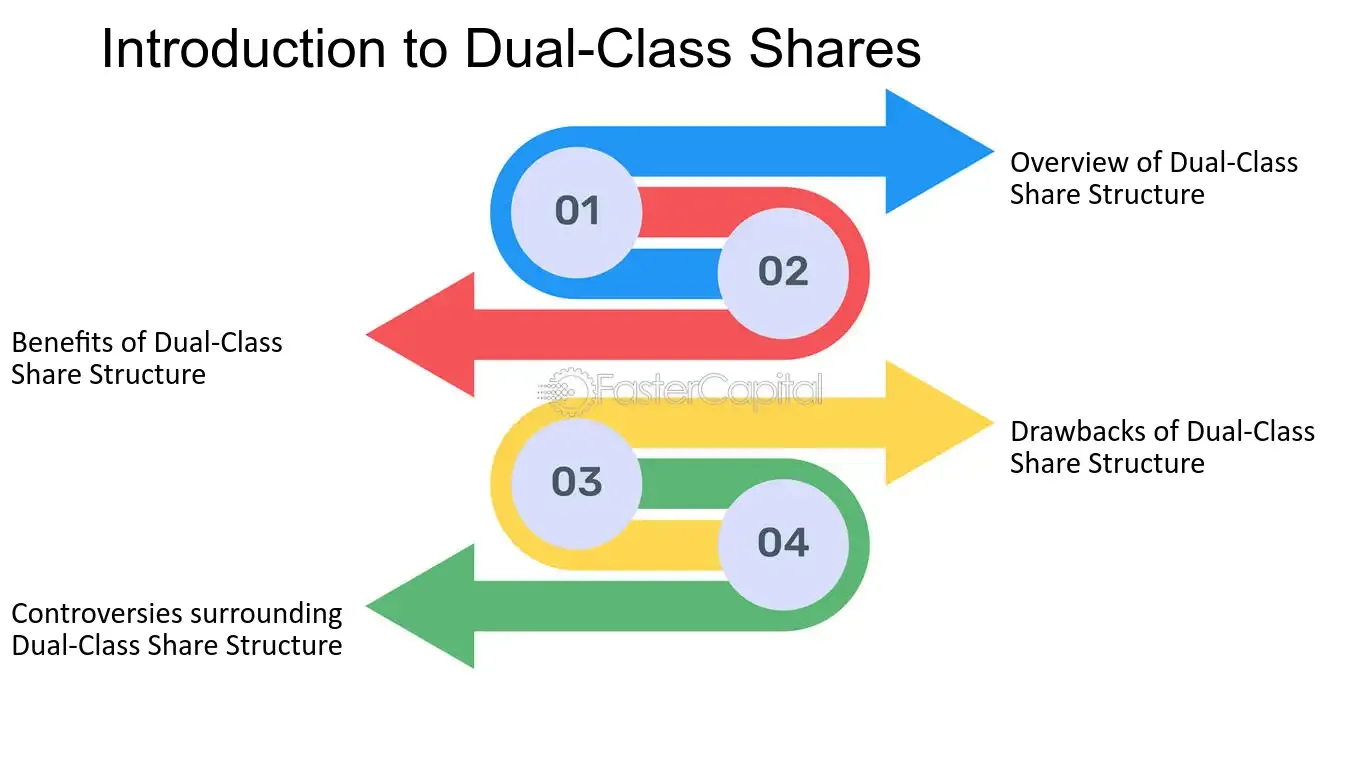 Introduction to Dual-Class Shares
01
Overview of Dual-Class
Share Structure
02
Benefits of Dual-Class
Share Structure
FasterCapital
03
Drawbacks of Dual-Class
Share Structure
04
Controversies surrounding
Dual-Class Share Structure